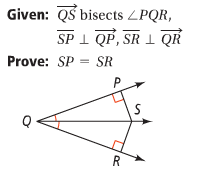 Given: QS bisects ∠PQR,
SP ⊥ QP, SR ⊥ QR
Prove: SP = SR
P
S
Q
R